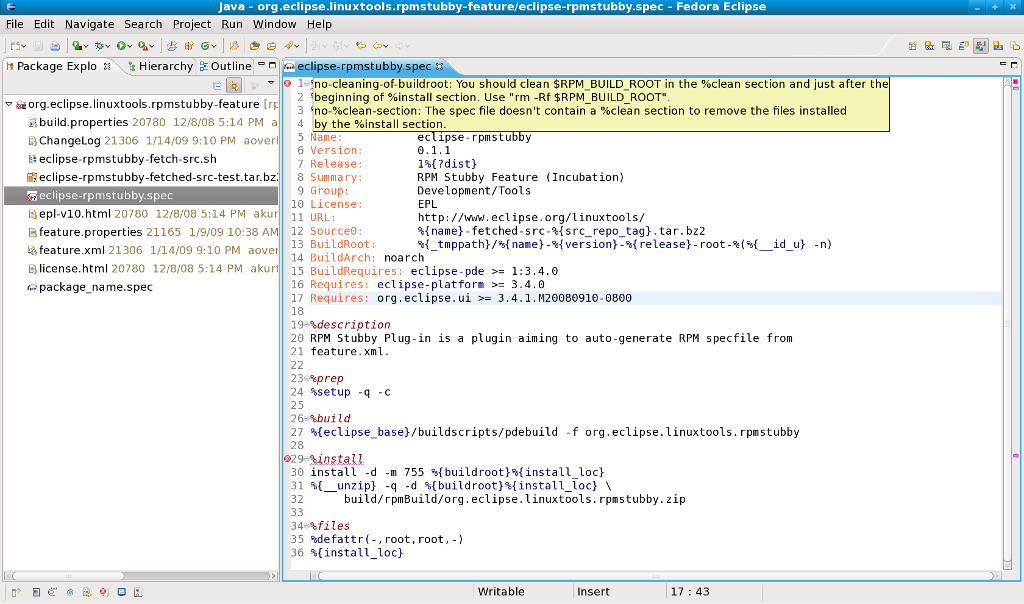 Java - org.eclipse.linuxtools.rpmstubby-feature/eclipse-rpmstubby.spec - Fedora Eclipse
File Edit Navigate Search Project Run Window Help
Package Explo Hierarchy Outline
eclipse-rpmstubby.spec
org.eclipse.linuxtools.rpmstubby-feature [rp
build.properties 20780 12/8/08 5:14 PM a
ChangeLog 21306 1/14/09 9:10 PM aover
eclipse-rpmstubby-fetch-src.sh
eclipse-rpmstubby-fetched-src-test.tar.bz
eclipse-rpmstubby.spec
epl-v10.html 20780 12/8/08 5:14 PM akur
feature.properties 21165 1/9/09 10:38 AM
feature.xml 21306 1/14/09 9:10 PM aover
license.html 20780 12/8/08 5:14 PM akur
package_name.spec
no-cleaning-of-buildroot: You should clean $RPM_BUILD_ROOT in the %clean section and just after the
beginning of %install section. Use "rm -Rf $RPM_BUILD_ROOT".
no-%clean-section: The spec file doesn't contain a %clean section to remove the files installed
by the %install section.
1
2
3
4
5 Name: eclipse-rpmstubby
6 Version: 0.1.1
7 Release: 1%{?dist}
8 Summary: RPM Stubby Feature (Incubation)
9 Group: Development/Tools
10 License: EPL
11 URL: http://www.eclipse.org/linuxtools/
12 Source0: %{name}-fetched-src-%{src_repo_tag}.tar.bz2
13 BuildRoot: %{_tmppath}/%{name}-%{version}-%{release}-root-%(%{__id_u} -n)
14 BuildArch: noarch
15 BuildRequires: eclipse-pde >= 1:3.4.0
16 Requires: eclipse-platform >= 3.4.0
17 Requires: org.eclipse.ui >= 3.4.1.M20080910-0800
18
19 %description
20 RPM Stubby Plug-in is a plugin aiming to auto-generate RPM specfile from
21 feature.xml.
22
23 %prep
24 %setup -q -c
25
26 %build
27 %{eclipse_base}/buildscripts/pdebuild -f org.eclipse.linuxtools.rpmstubby
28
29 %install
30 install -d -m 755 %{buildroot}%{install_loc}
31 %{__unzip} -q -d %{buildroot}%{install_loc} \
32 build/rpmBuild/org.eclipse.linuxtools.rpmstubby.zip
33
34 %files
35 %defattr(-,root,root,-)
36 %{install_loc}
Writable Insert 17 : 43